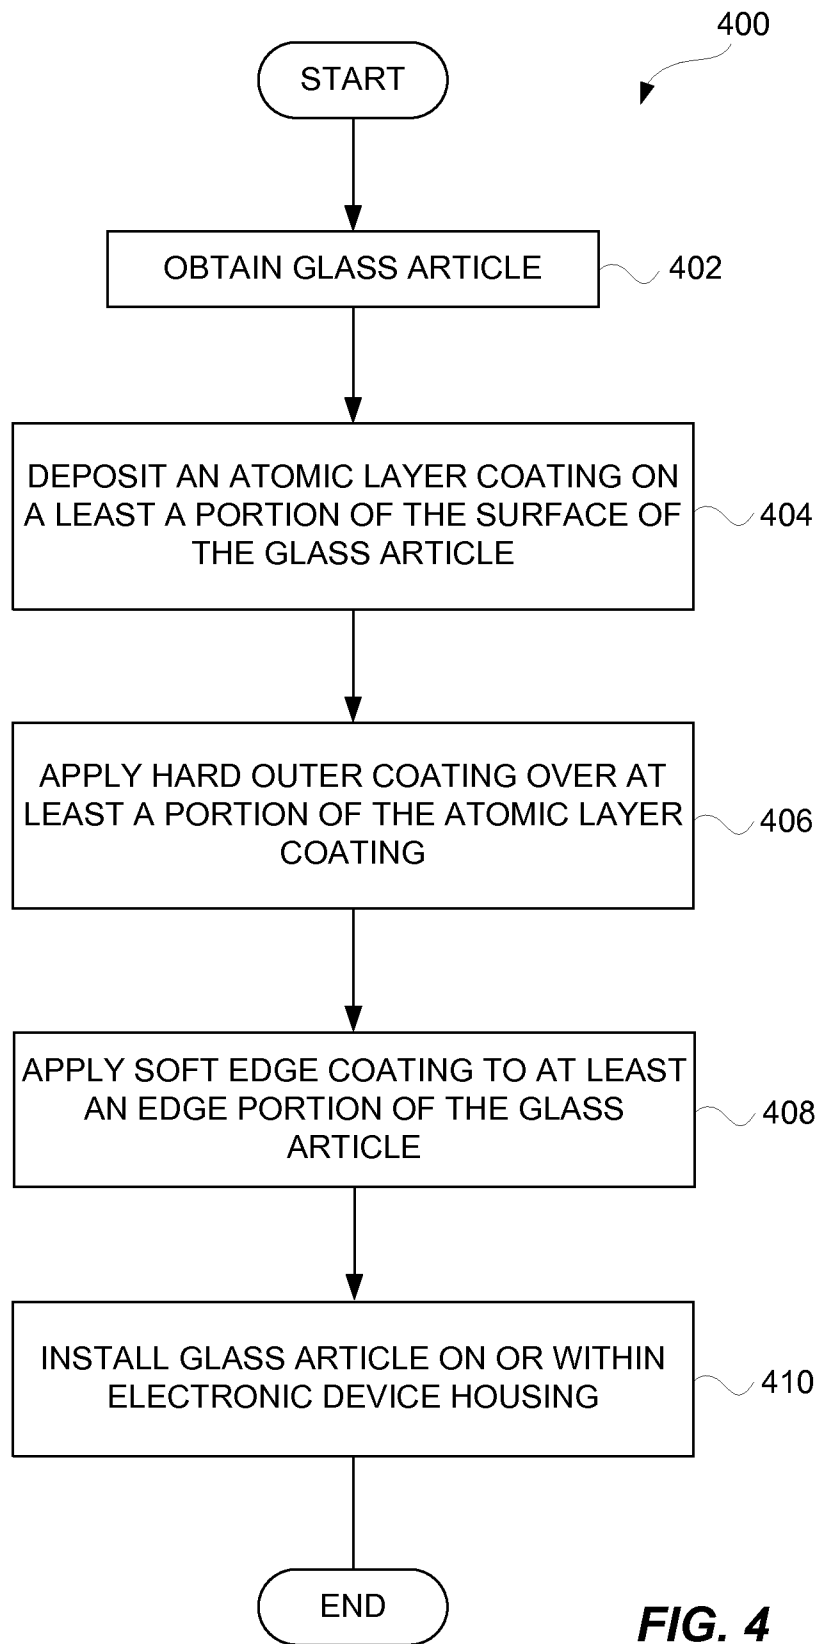 400
START
OBTAIN GLASS ARTICLE
402
DEPOSIT AN ATOMIC LAYER COATING ON
A LEAST A PORTION OF THE SURFACE OF
THE GLASS ARTICLE
404
APPLY HARD OUTER COATING OVER AT
LEAST A PORTION OF THE ATOMIC LAYER
COATING
406
APPLY SOFT EDGE COATING TO AT LEAST
AN EDGE PORTION OF THE GLASS
ARTICLE
408
INSTALL GLASS ARTICLE ON OR WITHIN
ELECTRONIC DEVICE HOUSING
410
END
FIG. 4